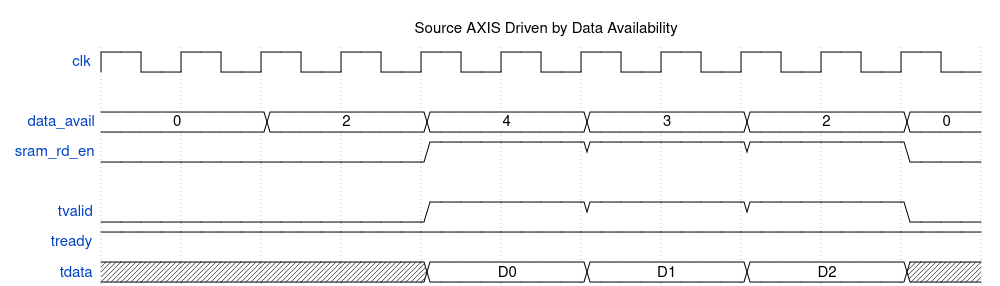 Source AXIS Driven by Data Availability
clk
data_avail 0 2 4 3 2 0
sram_rd_en
tvalid
tready
tdata D0 D1 D2